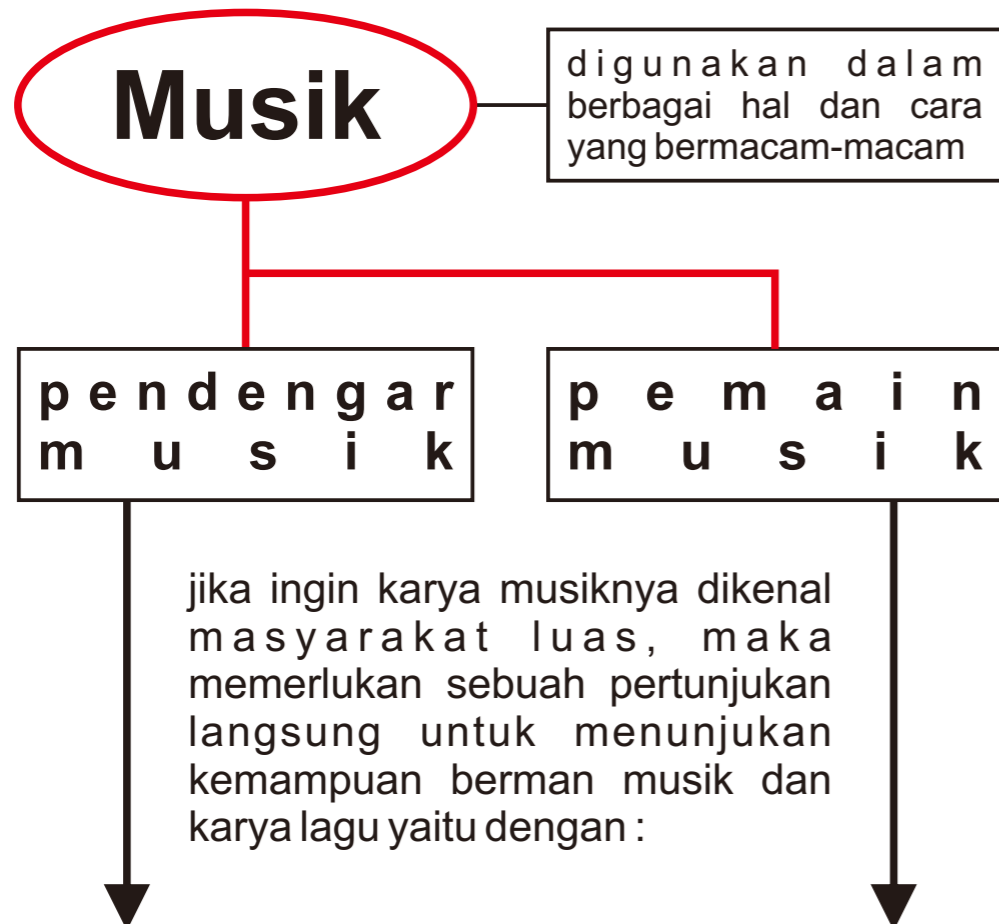 Musik
digunakan dalam
berbagai hal dan cara
yang bermacam-macam
pendengar
musik
pemain
musik
jika ingin karya musiknya dikenal
masyarakat luas, maka
memerlukan sebuah pertunjukan
langsung untuk menunjukan
kemampuan berman musik dan
karya lagu yaitu dengan :